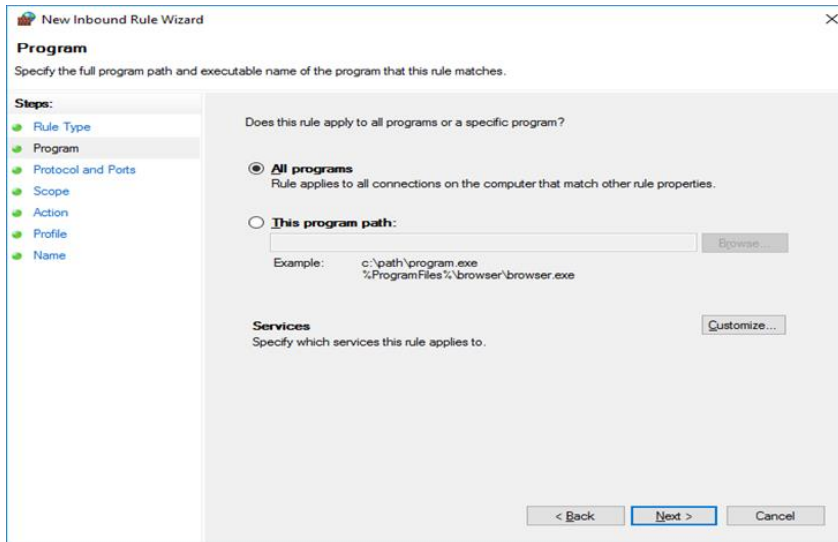 New Inbound Rule Wizard
Program
Specify the full program path and executable name of the program that this rule matches.
Steps:
Rule Type
Program
Protocol and Ports
Scope
Action
Profile
Name
Does this rule apply to all programs or a specific program?
All programs
Rule applies to all connections on the computer that match other rule properties.
This program path:
Browse...
Example: c:\path\program.exe
%ProgramFiles%\browser\browser.exe
Services
Customize...
Specify which services this rule applies to.
< Back Next > Cancel